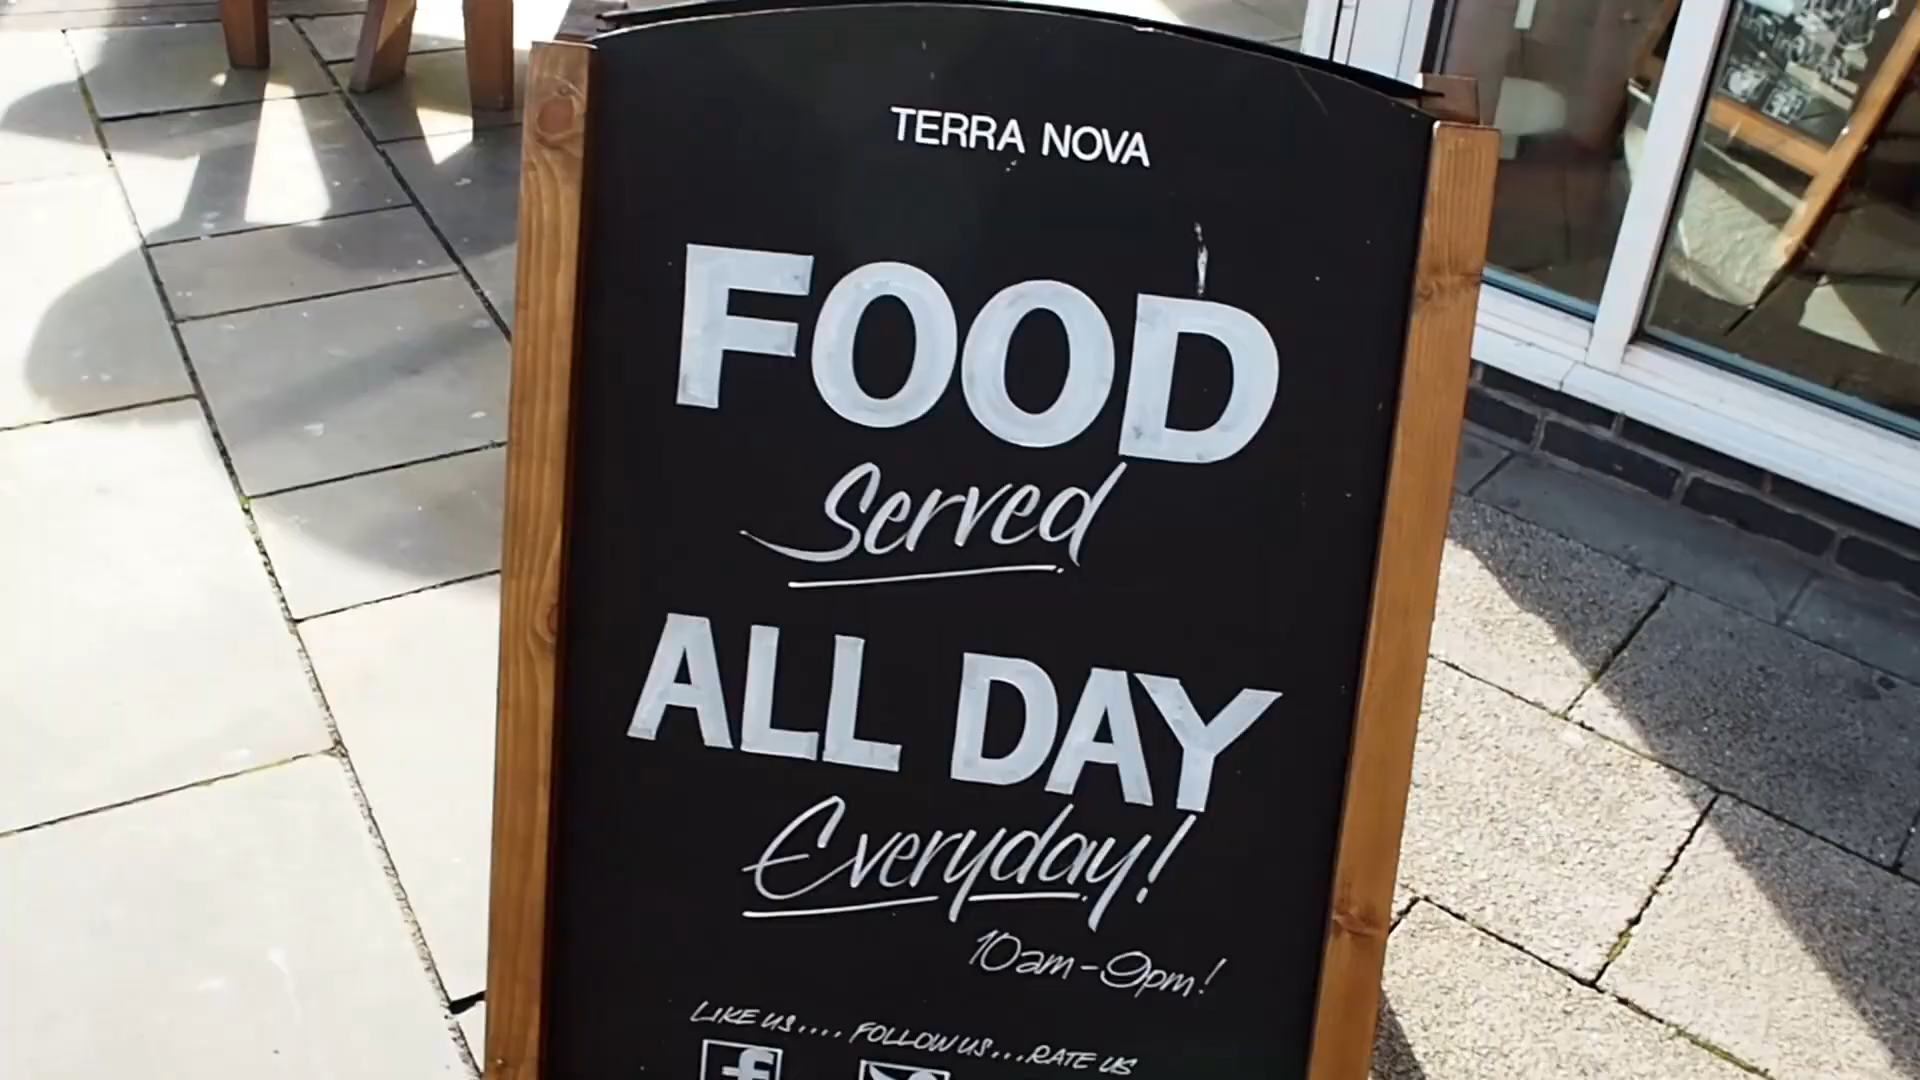 TERRA NOVA
FOOD
Served
ALL DAY
Everyday!
10am-9pm!
LIKE US.... FOLLOW US...RATE US
f